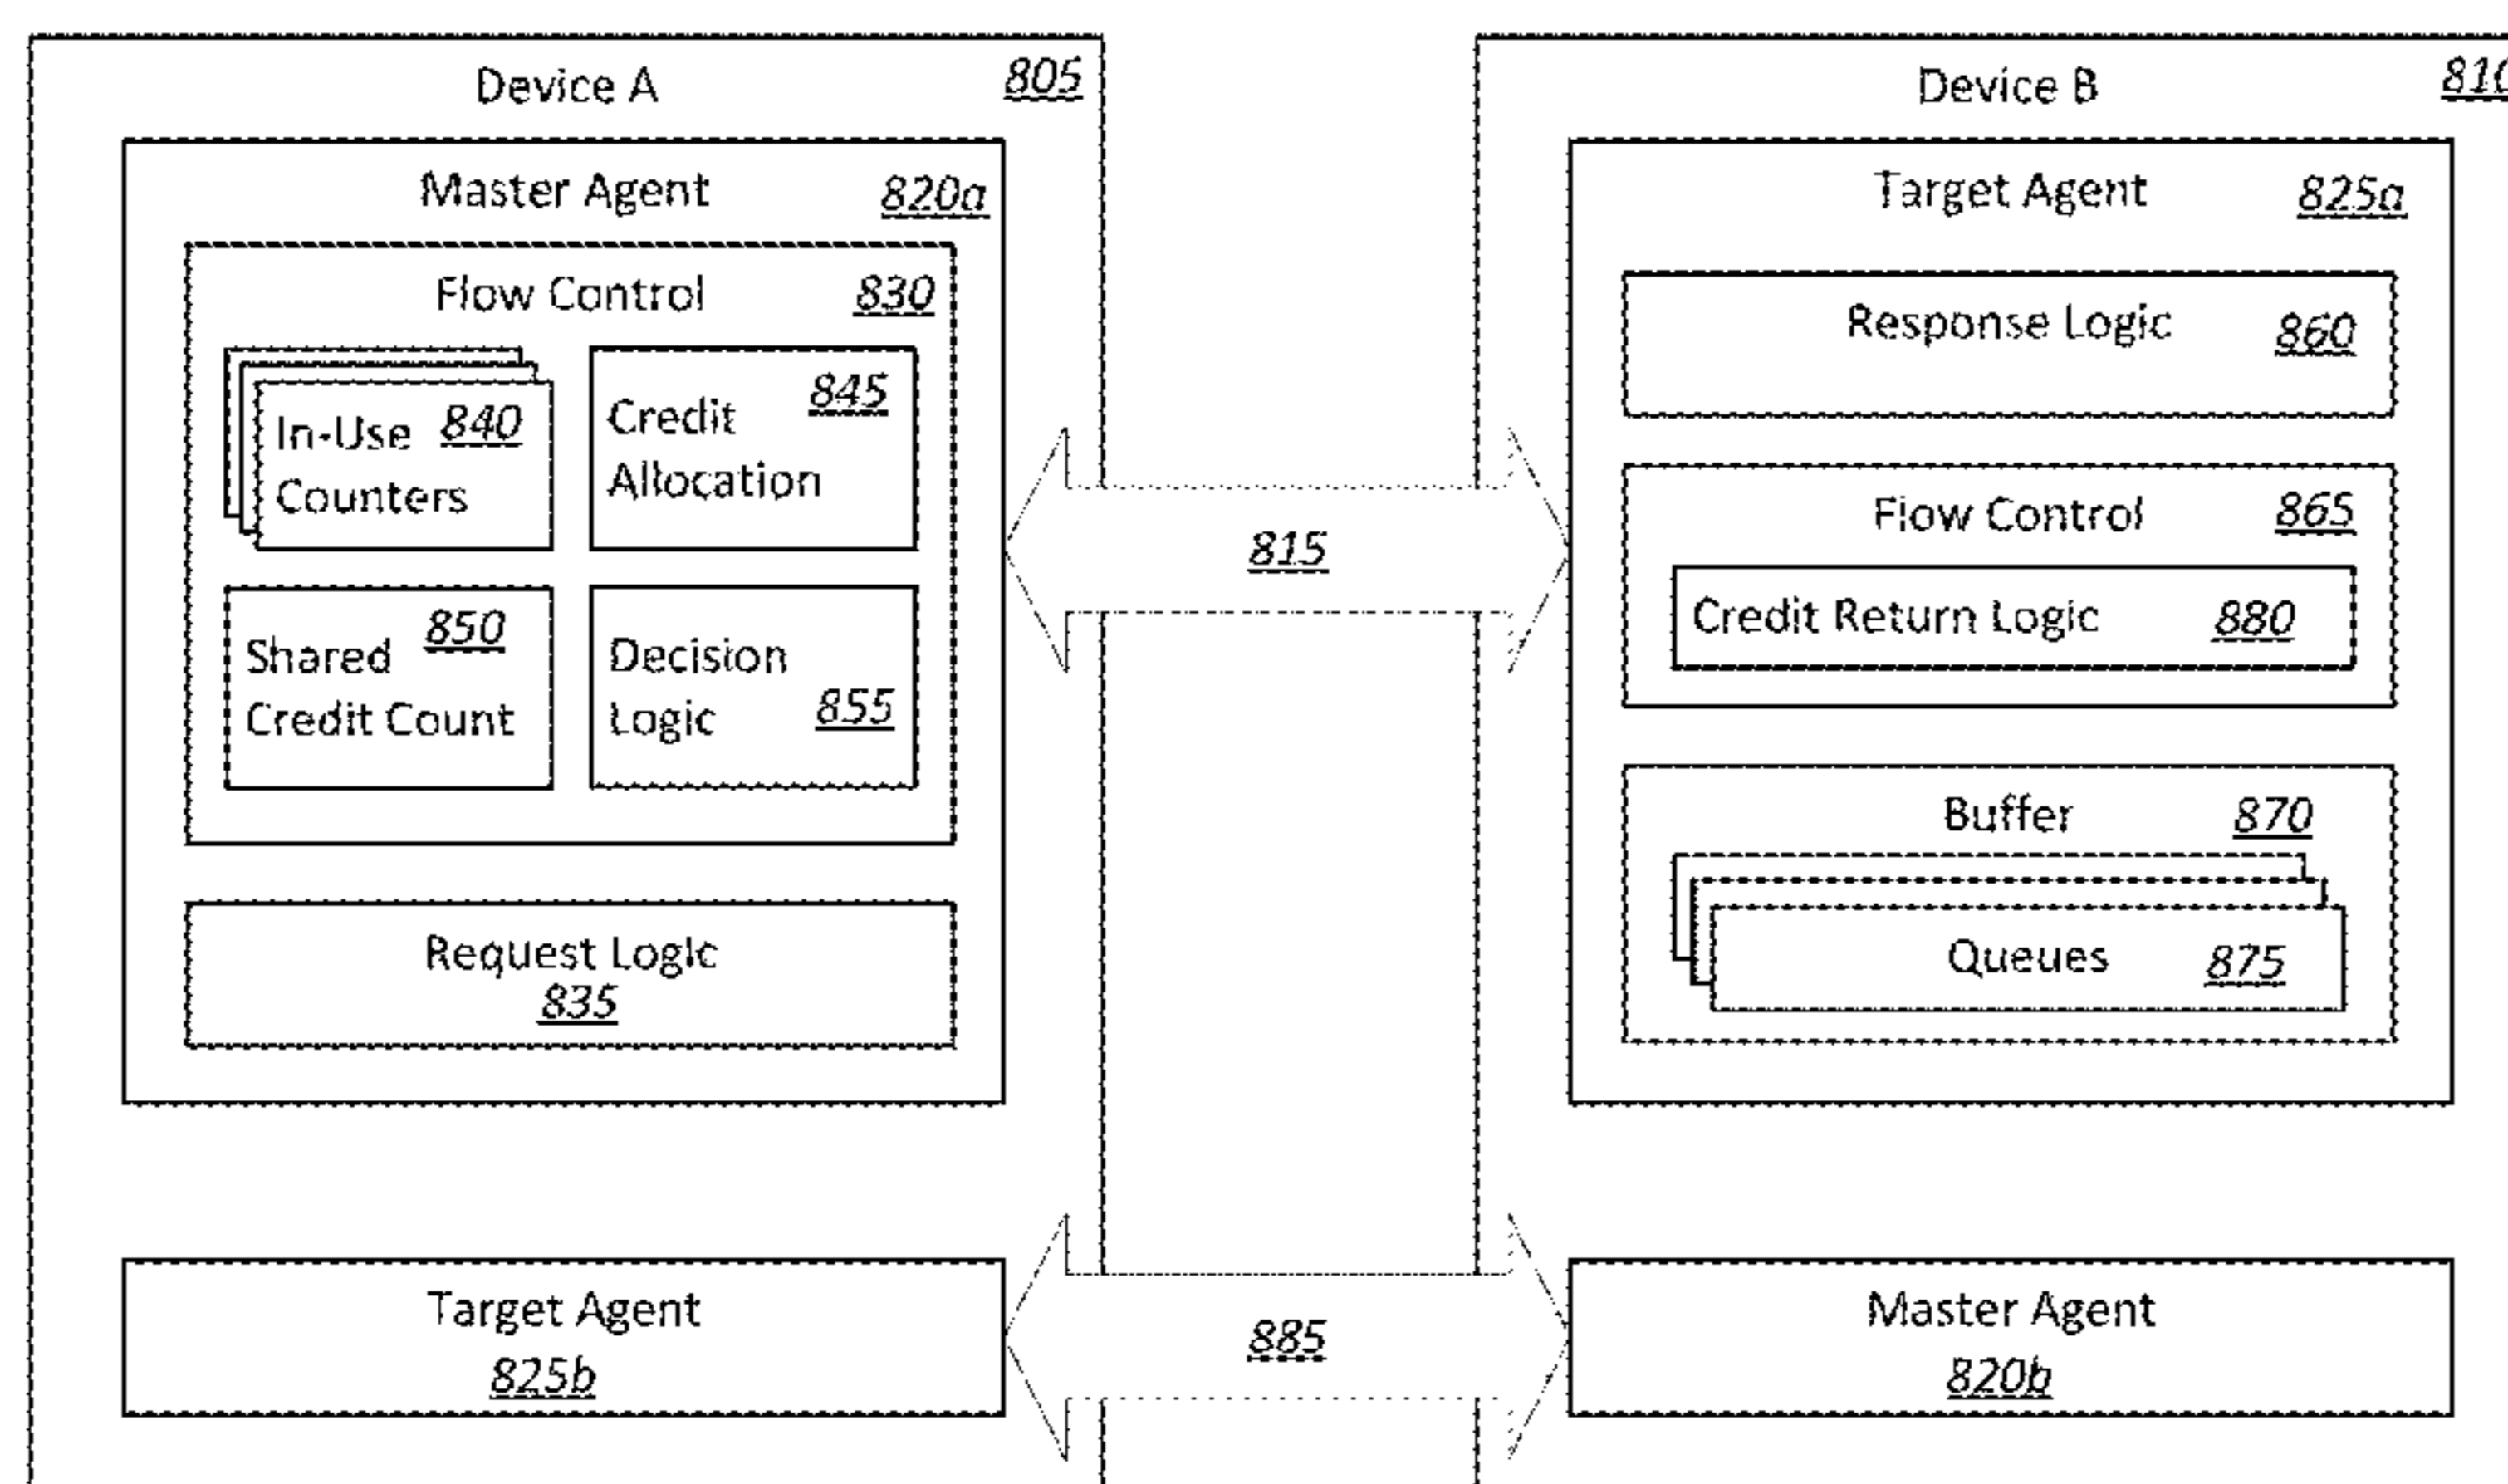 Device A 805
Master Agent 820a
Flow Control 830
In-Use 840
Counters
845
Credit
Allocation
850
Shared
Credit Count
Decision
Logic 855
Request Logic
835
Target Agent
825b
815
885
Device B 810
Target Agent 825a
Response Logic 860
Flow Control 865
Credit Return Logic 880
Buffer 870
Queues 875
Master Agent
820b